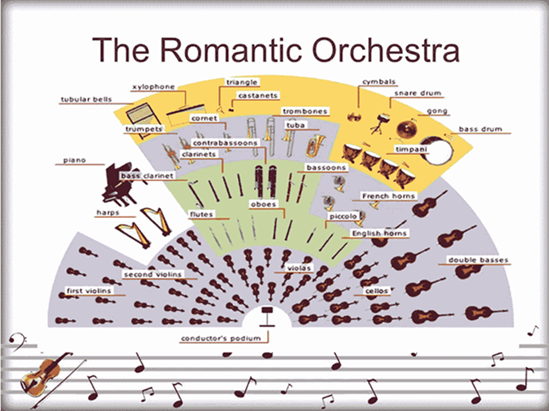 The Romantic Orchestra
triangle
cymbals
xylophone
castanets
snare drum
tubular bells
cornet
trombones
gong
trumpets
tuba
bass drum
contrabassoons
timpani
clarinets
piano
bassoons
bass clarinet
French horns
oboes
harps
flutes
piccolo
English horns
double basses
second violins
violas
first violins
cellos
conductor's podium